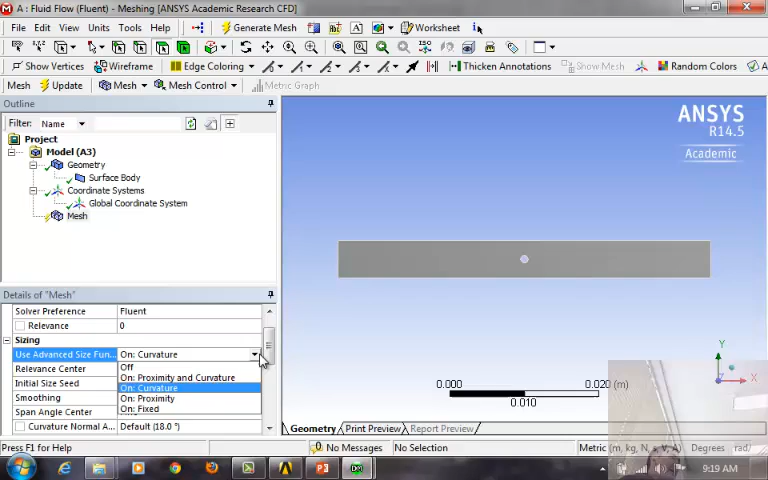 A : Fluid Flow (Fluent) - Meshing [ANSYS Academic Research CFD]
File Edit View Units Tools Help Generate Mesh Worksheet
Show Vertices Wireframe Edge Coloring Thicken Annotations Show Mesh Random Colors
Mesh Update Mesh Mesh Control Metric Graph
Outline
Filter: Name
Project
Model (A3)
Geometry
Surface Body
Coordinate Systems
Global Coordinate System
Mesh
ANSYS
R14.5
Academic
Details of "Mesh"
Solver Preference Fluent
Relevance 0
Sizing
Use Advanced Size Fun... On: Curvature
Relevance Center Off
On: Proximity and Curvature
Initial Size Seed On: Curvature
Smoothing On: Proximity
Span Angle Center On: Fixed
Curvature Normal A... Default (18.0 °)
0.000 0.020 (m)
0.010
Y
X
Geometry Print Preview Report Preview
Press F1 for Help No Messages No Selection Metric (m, kg, N, s, V, A) Degrees rad/
9:19 AM